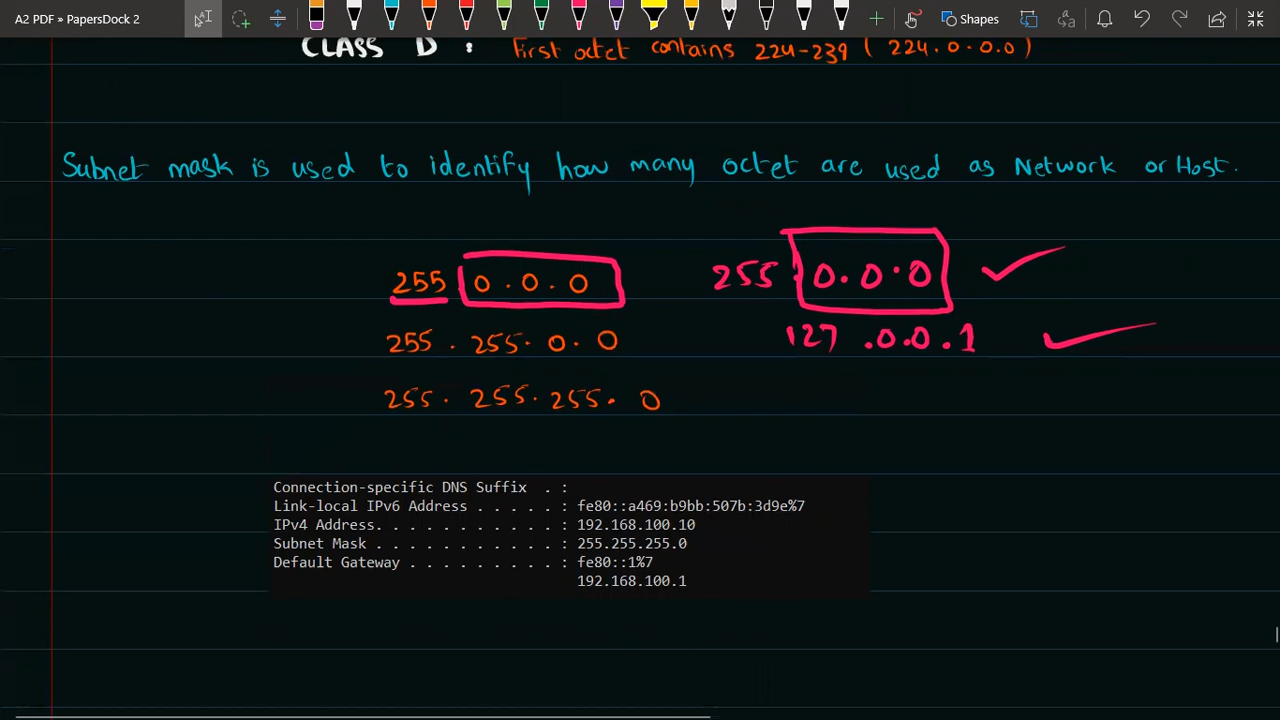 A2 PDF » PapersDock 2
Shapes
CLASS D : First octet contains 224-239 ( 224.0.0.0 )
Subnet mask is used to identify how many octet are used as Network or Host.
255 0.0.0
255.0.0.0
255.255.0.0
127.0.0.1
255.255.255.0
Connection-specific DNS Suffix . :
Link-local IPv6 Address . . . . . : fe80::a469:b9bb:507b:3d9e%7
IPv4 Address. . . . . . . . . . . : 192.168.100.10
Subnet Mask . . . . . . . . . . . : 255.255.255.0
Default Gateway . . . . . . . . . : fe80::1%7
192.168.100.1